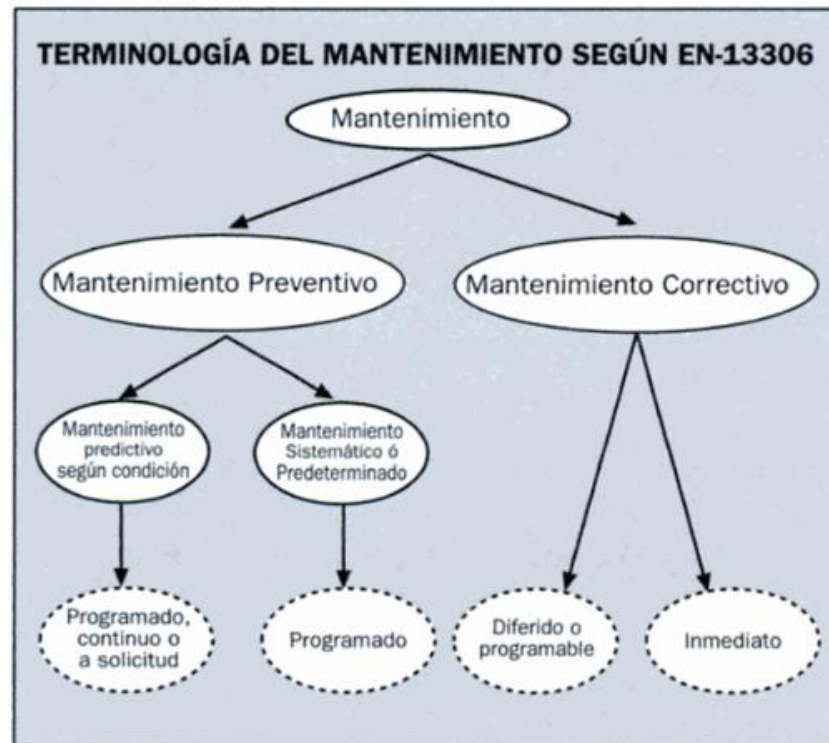 TERMINOLOGÍA DEL MANTENIMIENTO SEGÚN EN-13306
Mantenimiento
Mantenimiento Preventivo
Mantenimiento Correctivo
Mantenimiento
predictivo
según condición
Mantenimiento
Sistemático ó
Predeterminado
Programado,
continuo o
a solicitud
Programado
Diferido o
programable
Inmediato